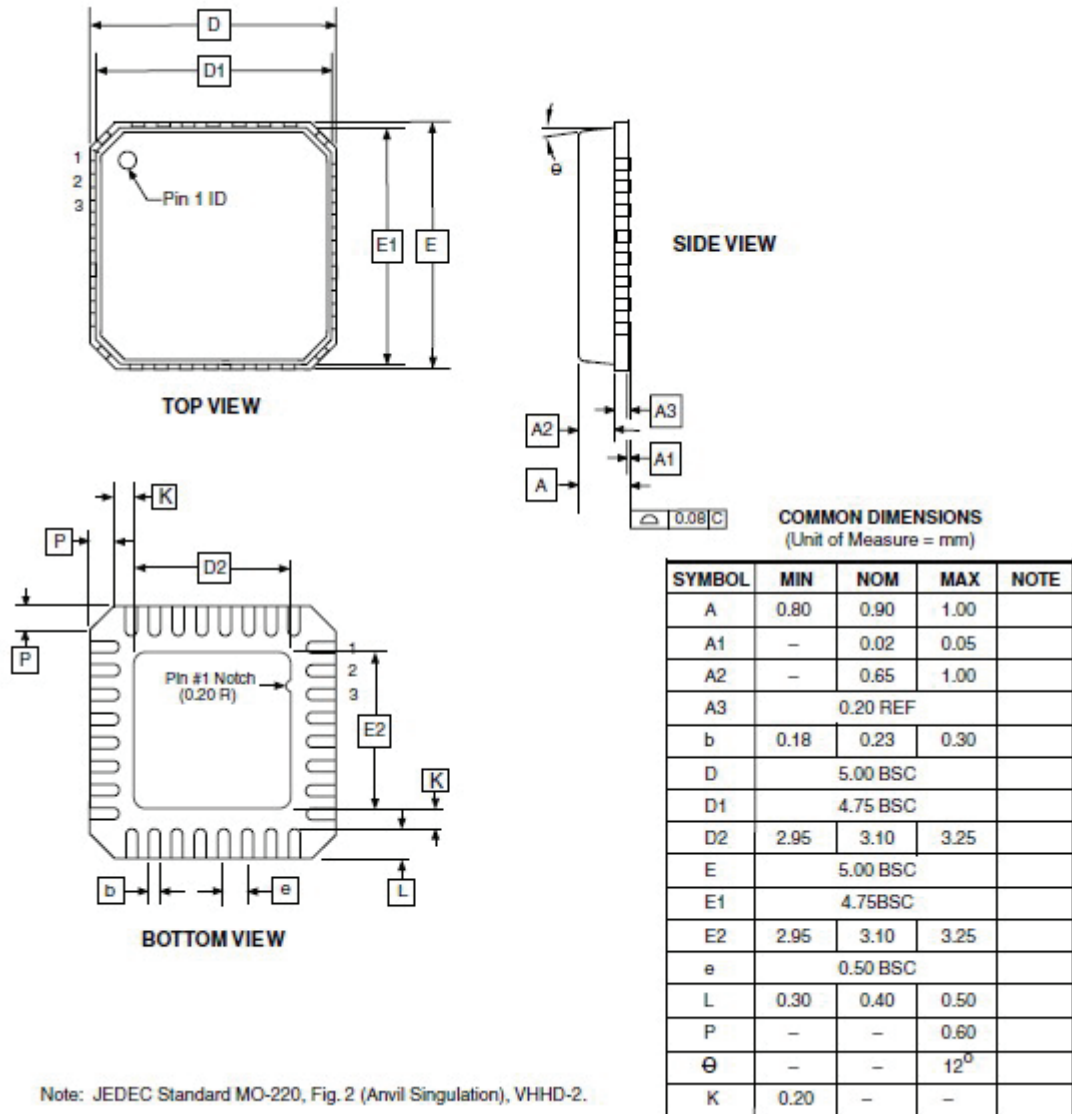 D
D1
1
2
3
Pin 1 ID
E1
E
TOP VIEW
Θ
SIDE VIEW
A3
A2
A1
A
0.08 C
K
P
D2
P
Pin #1 Notch
(0.20 R)
1
2
3
E2
K
b
e
L
BOTTOM VIEW
COMMON DIMENSIONS
(Unit of Measure = mm)
SYMBOL MIN NOM MAX NOTE
A 0.80 0.90 1.00
A1 – 0.02 0.05
A2 – 0.65 1.00
A3 0.20 REF
b 0.18 0.23 0.30
D 5.00 BSC
D1 4.75 BSC
D2 2.95 3.10 3.25
E 5.00 BSC
E1 4.75BSC
E2 2.95 3.10 3.25
e 0.50 BSC
L 0.30 0.40 0.50
P – – 0.60
Θ – – 12°
K 0.20 – –
Note: JEDEC Standard MO-220, Fig. 2 (Anvil Singulation), VHHD-2.